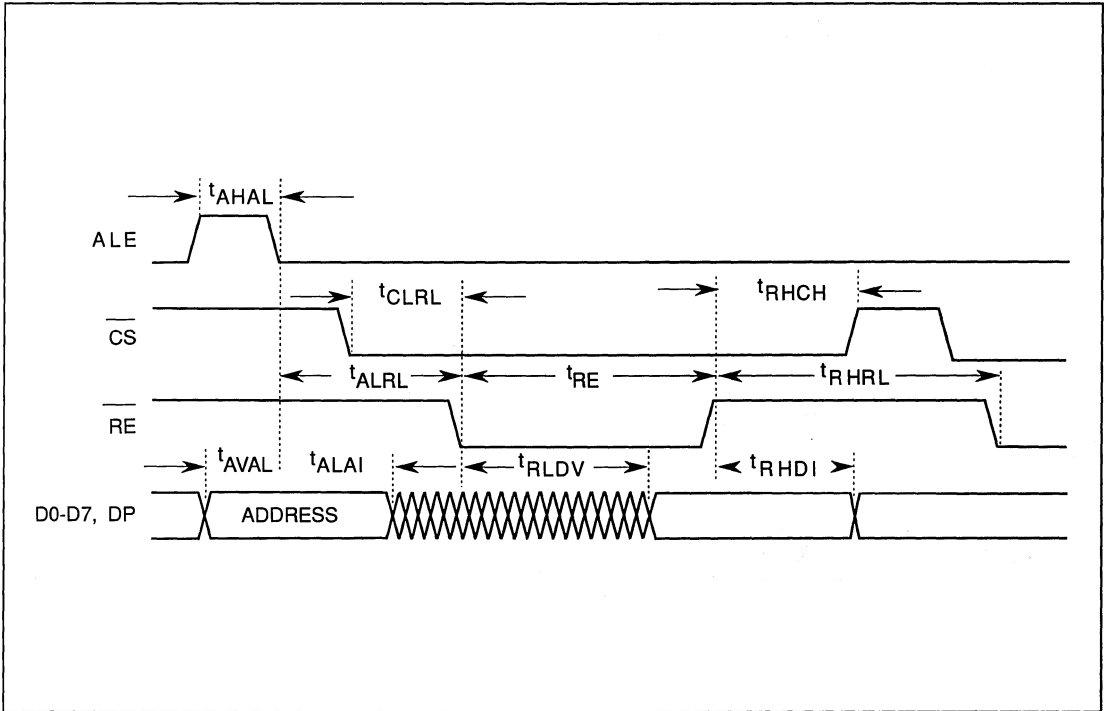 tAHAL
ALE
tCLRL
tRHCH
CS
tALRL tRE tRHRL
RE
tAVAL tALAI tRLDV tRHDI
D0-D7, DP ADDRESS